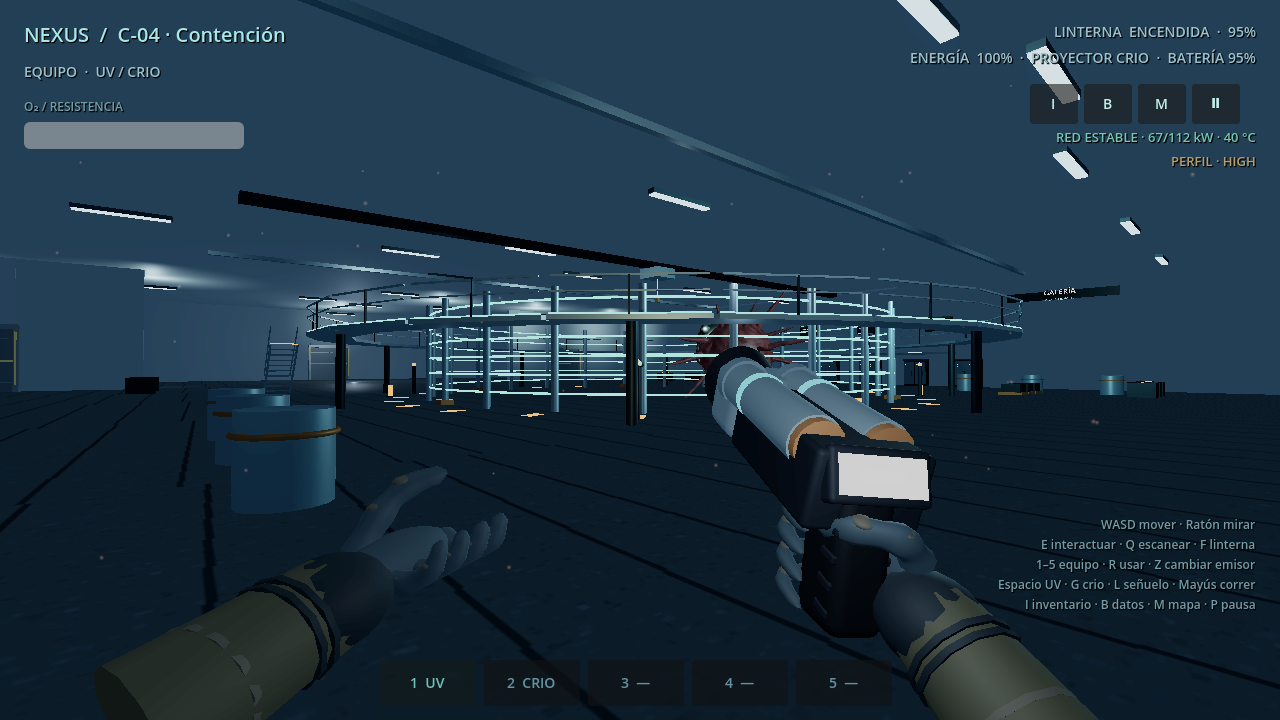 NEXUS / C-04 · Contención
EQUIPO · UV / CRIO
O₂ / RESISTENCIA
LINTERNA ENCENDIDA · 95%
ENERGÍA 100% · PROYECTOR CRIO · BATERÍA 95%
I B M II
RED ESTABLE · 67/112 kW · 40 °C
PERFIL · HIGH
GALERÍA
WASD mover · Ratón mirar
E interactuar · Q escanear · F linterna
1–5 equipo · R usar · Z cambiar emisor
Espacio UV · G crio · L señuelo · Mayús correr
I inventario · B datos · M mapa · P pausa
1 UV 2 CRIO 3 — 4 — 5 —